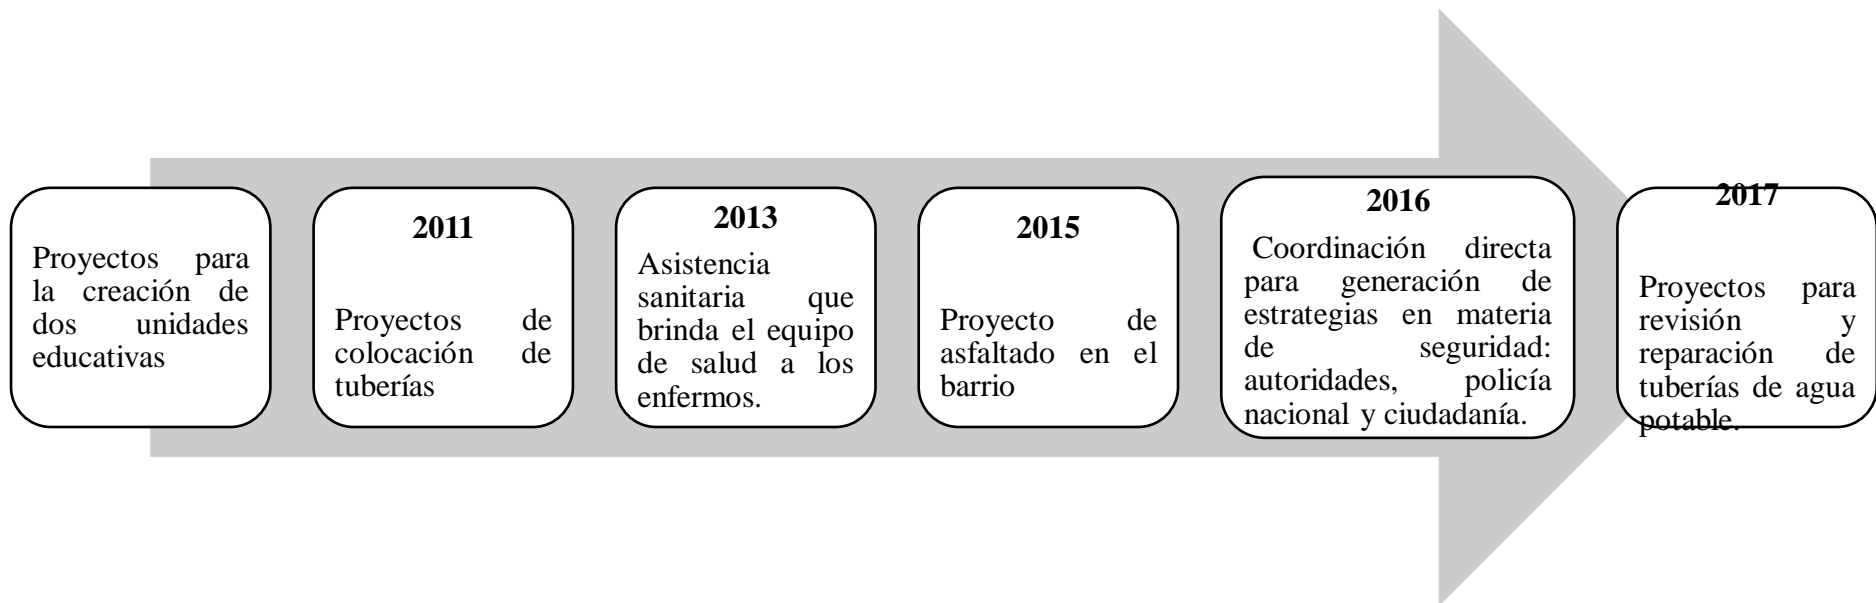 Proyectos para
la creación de
dos unidades
educativas
2011
Proyectos de
colocación de
tuberías
2013
Asistencia
sanitaria que
brinda el equipo
de salud a los
enfermos.
2015
Proyecto de
asfaltado en el
barrio
2016
Coordinación directa
para generación de
estrategias en materia
de seguridad:
autoridades, policía
nacional y ciudadanía.
2017
Proyectos para
revisión y
reparación de
tuberías de agua
potable.